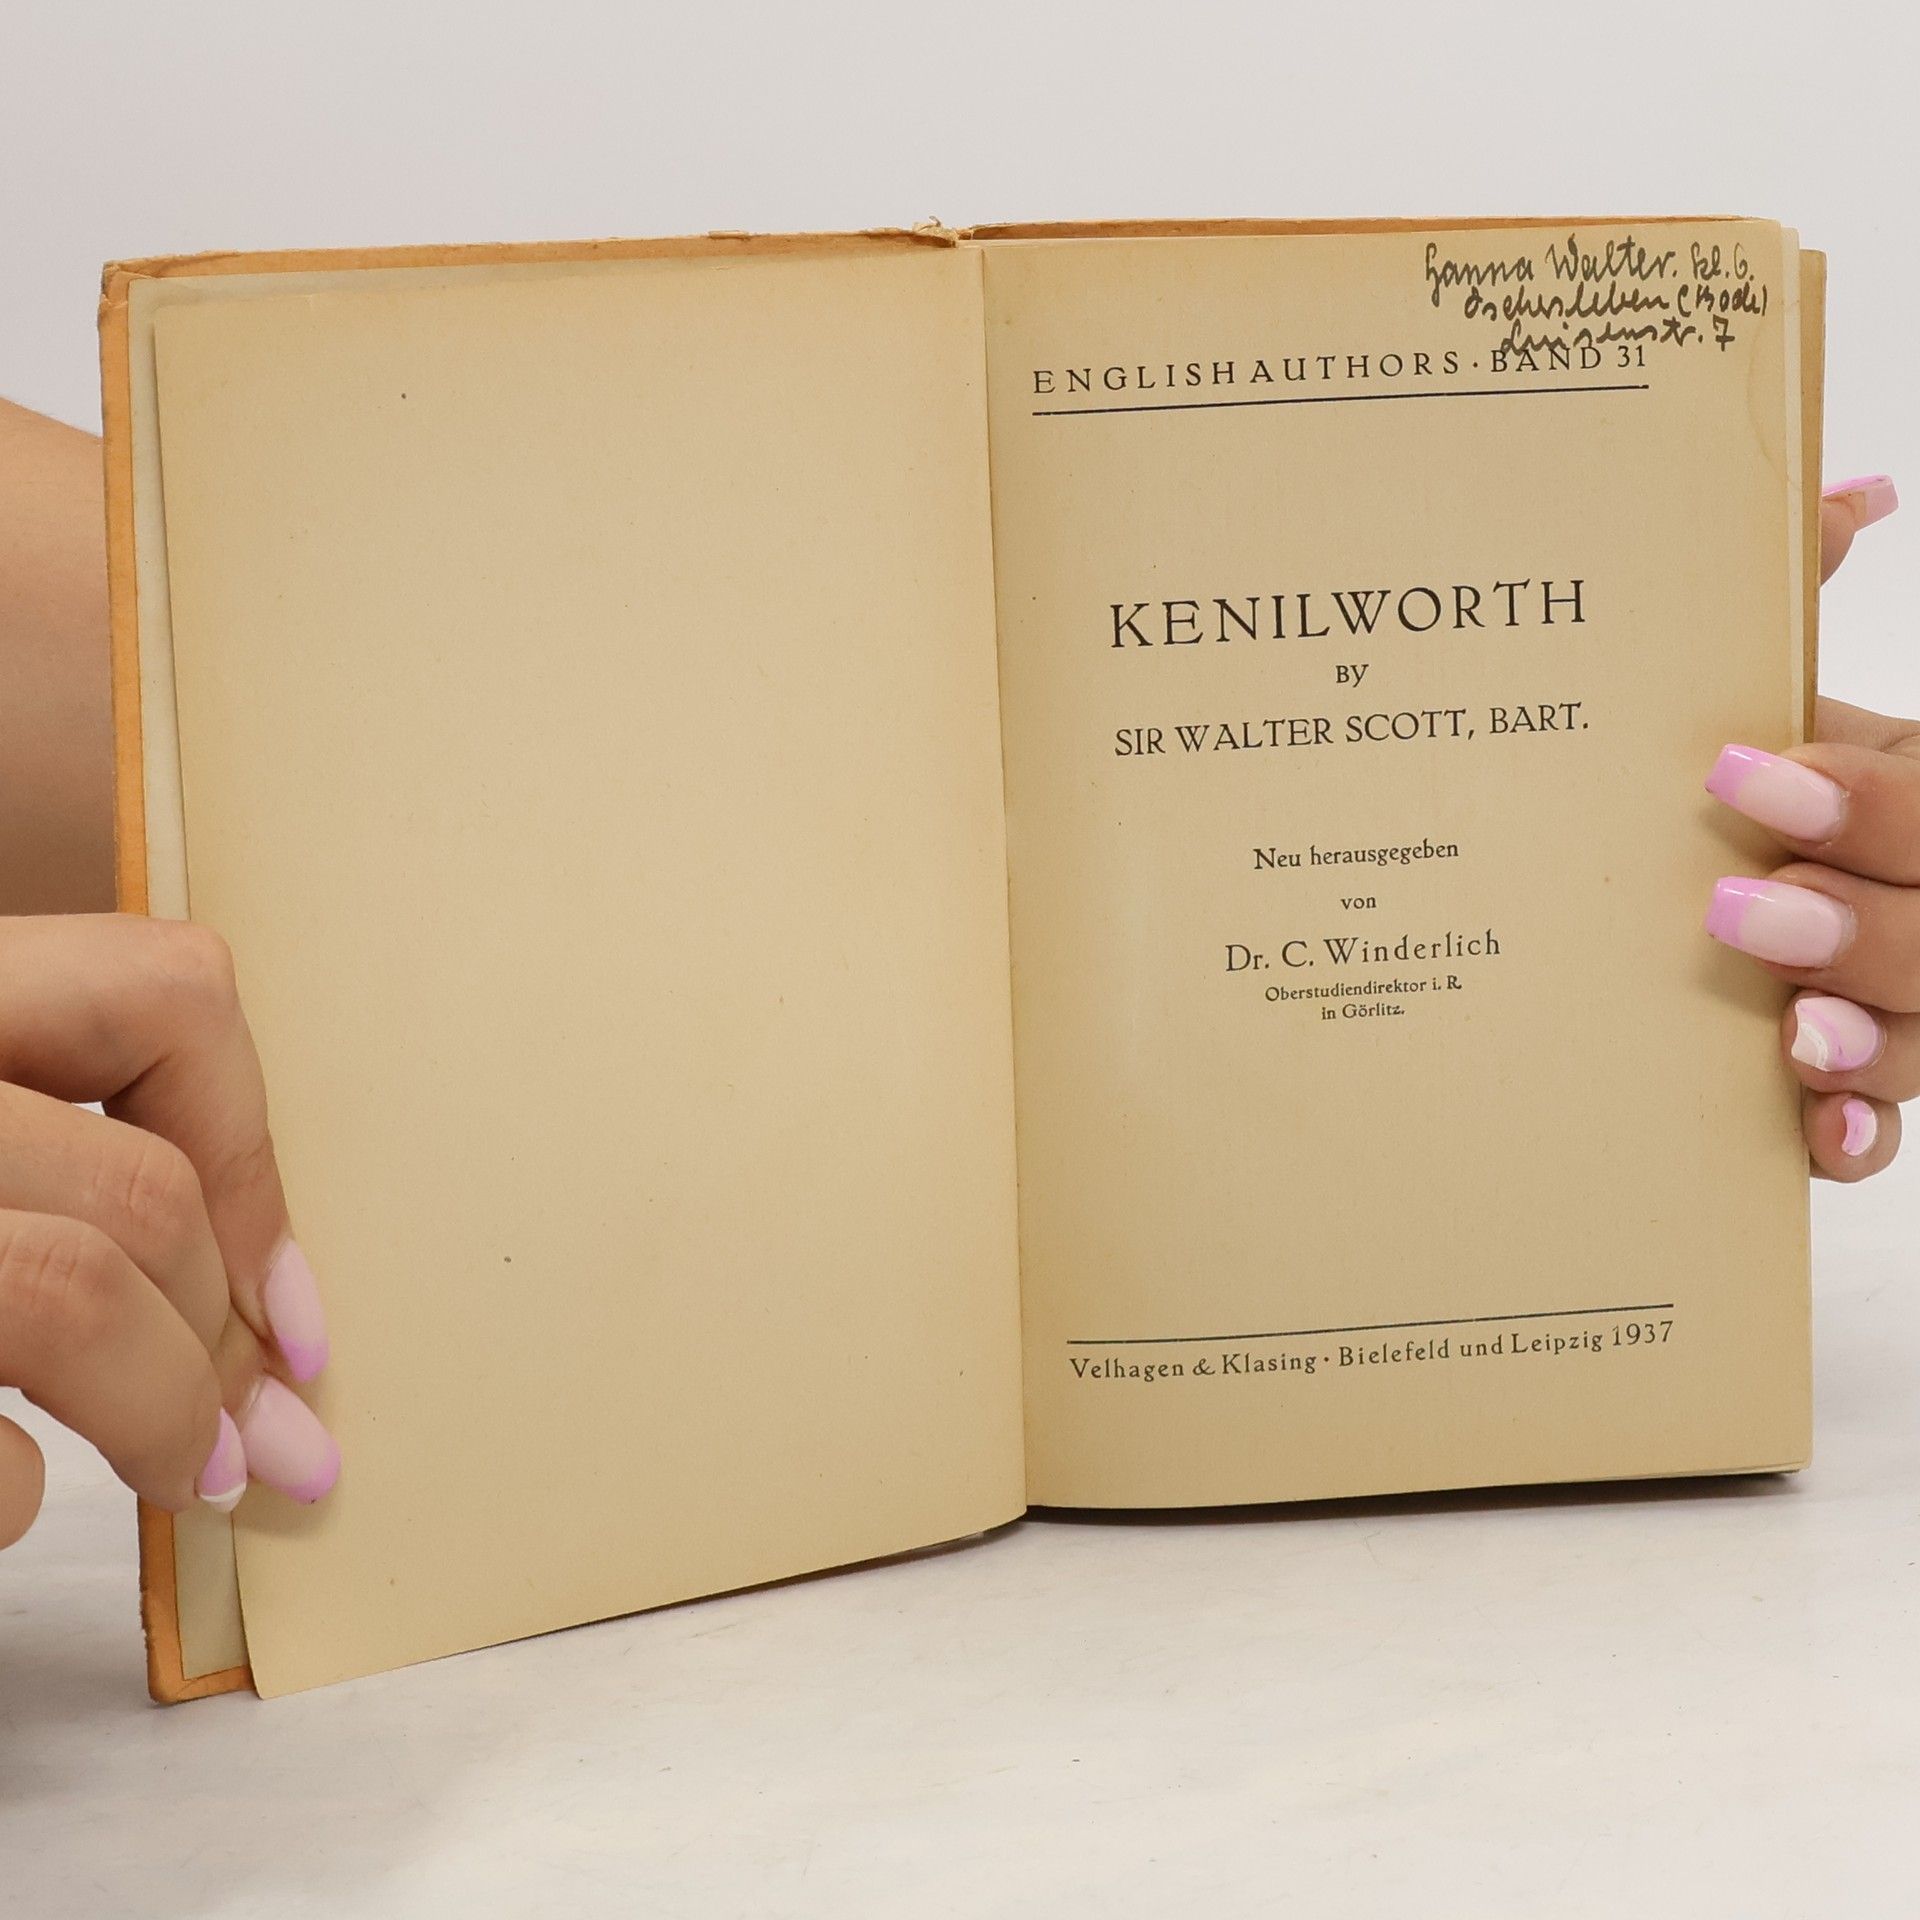 Hanna Walter. Kl. 6.
Oschersleben (Bode)
Luisenstr. 7
ENGLISH AUTHORS · BAND 31
KENILWORTH
BY
SIR WALTER SCOTT, BART.
Neu herausgegeben
von
Dr. C. Winderlich
Oberstudiendirektor i. R.
in Görlitz.
Velhagen & Klasing · Bielefeld und Leipzig 1937